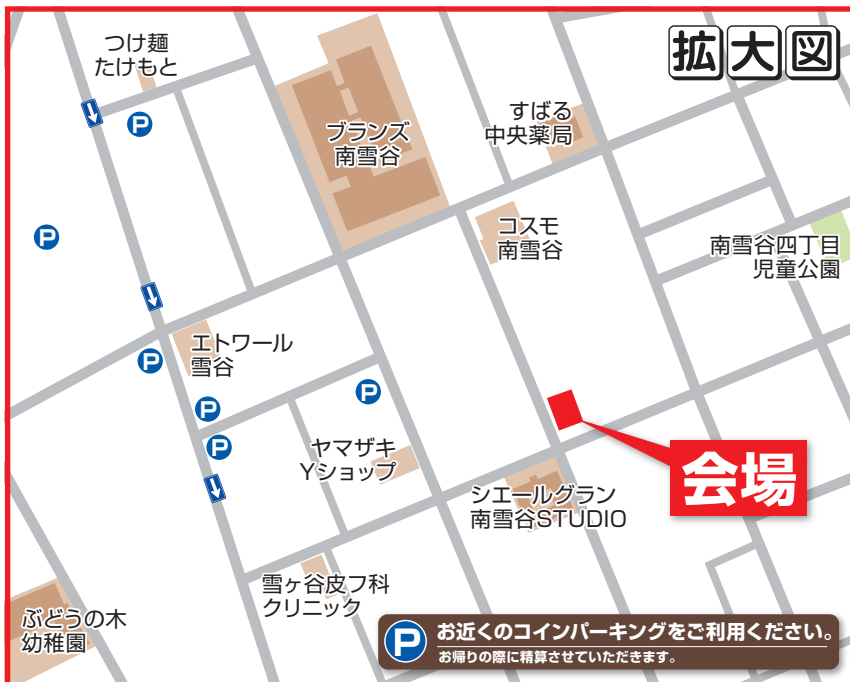 拡大図
つけ麺
たけもと
P
ブランズ
南雪谷
すばる
中央薬局
P
コスモ
南雪谷
南雪谷四丁目
児童公園
エトワール
雪谷
P
P
P
P
ヤマザキ
Yショップ
会場
シエールグラン
南雪谷STUDIO
雪ヶ谷皮フ科
クリニック
ぶどうの木
幼稚園
P
お近くのコインパーキングをご利用ください。
お帰りの際に精算させていただきます。